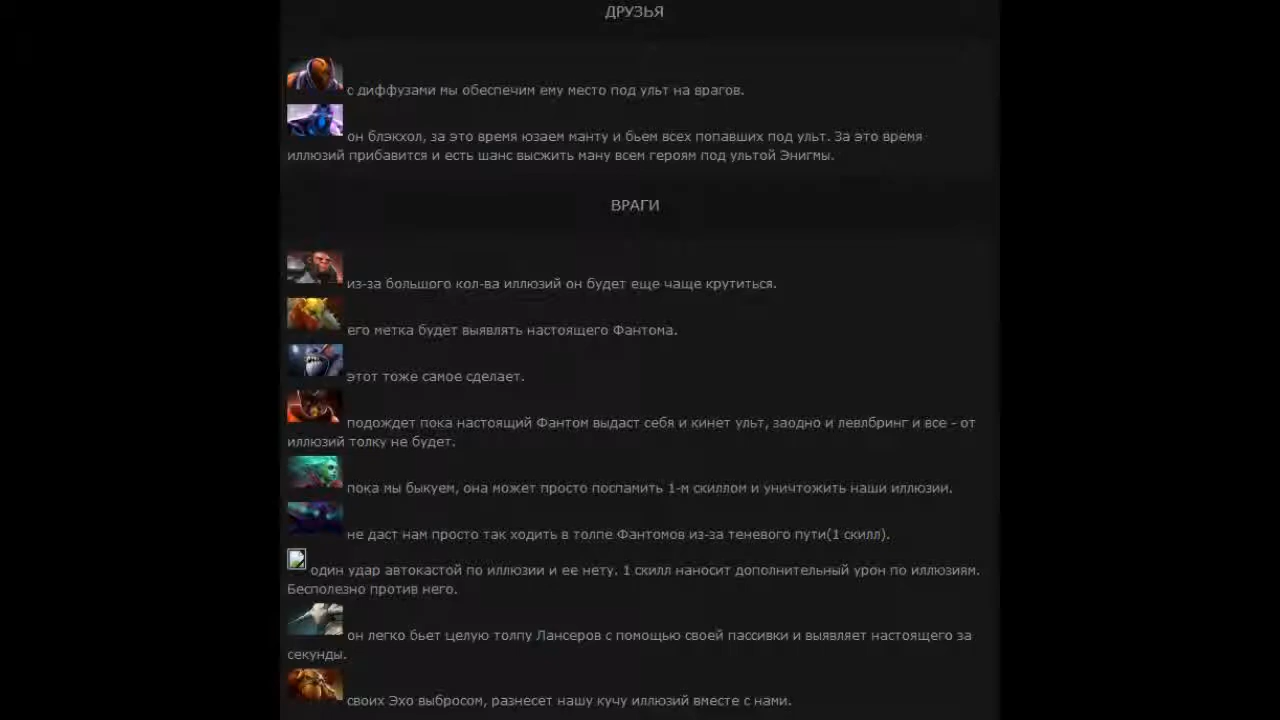 ДРУЗЬЯ
с диффузами мы обеспечим ему место под ульт на врагов.
он блэкхол, за это время юзаем манту и бьем всех попавших под ульт. За это время
иллюзий прибавится и есть шанс высжить ману всем героям под ультой Энигмы.
ВРАГИ
из-за большого кол-ва иллюзий он будет еще чаще крутиться.
его метка будет выявлять настоящего Фантома.
этот тоже самое сделает.
подождет пока настоящий Фантом выдаст себя и кинет ульт, заодно и левлбринг и все - от
иллюзий толку не будет.
пока мы быкуем, она может просто поспамить 1-м скиллом и уничтожить наши иллюзии.
не даст нам просто так ходить в толпе Фантомов из-за теневого пути(1 скилл).
один удар автокастой по иллюзии и ее нету. 1 скилл наносит дополнительный урон по иллюзиям.
Бесполезно против него.
он легко бьет целую толпу Лансеров с помощью своей пассивки и выявляет настоящего за
секунды.
своих Эхо выбросом, разнесет нашу кучу иллюзий вместе с нами.